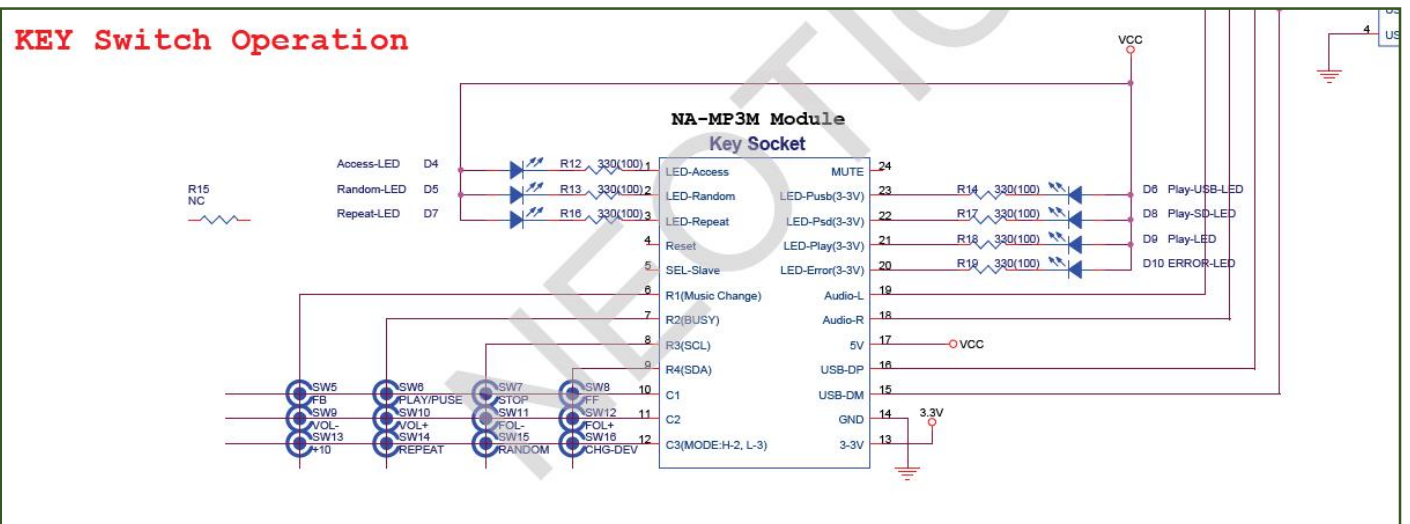 KEY Switch Operation
VCC
4
US
NA-MP3M Module
Key Socket
Access-LED D4 R12 330(100) 1 LED-Access MUTE 24
R15
NC
Random-LED D5 R13 330(100) 2 LED-Random LED-Pusb(3-3V) 23 R14 330(100) D6 Play-USB-LED
Repeat-LED D7 R16 330(100) 3 LED-Repeat LED-Psd(3-3V) 22 R17 330(100) D8 Play-SD-LED
4 Reset LED-Play(3-3V) 21 R18 330(100) D9 Play-LED
5 SEL-Slave LED-Error(3-3V) 20 R19 330(100) D10 ERROR-LED
6 R1(Music Change) Audio-L 19
7 R2(BUSY) Audio-R 18
8 R3(SCL) 5V 17 VCC
9 R4(SDA) USB-DP 16
SW5 SW6 SW7 SW8 10 C1 USB-DM 15
FB PLAY/PUSE STOP FF
SW9 SW10 SW11 SW12 11 C2 GND 14 3.3V
VOL- VOL+ FOL- FOL+
SW13 SW14 SW15 SW16 12 C3(MODE:H-2, L-3) 3-3V 13
+10 REPEAT RANDOM CHG-DEV
NEOTIC